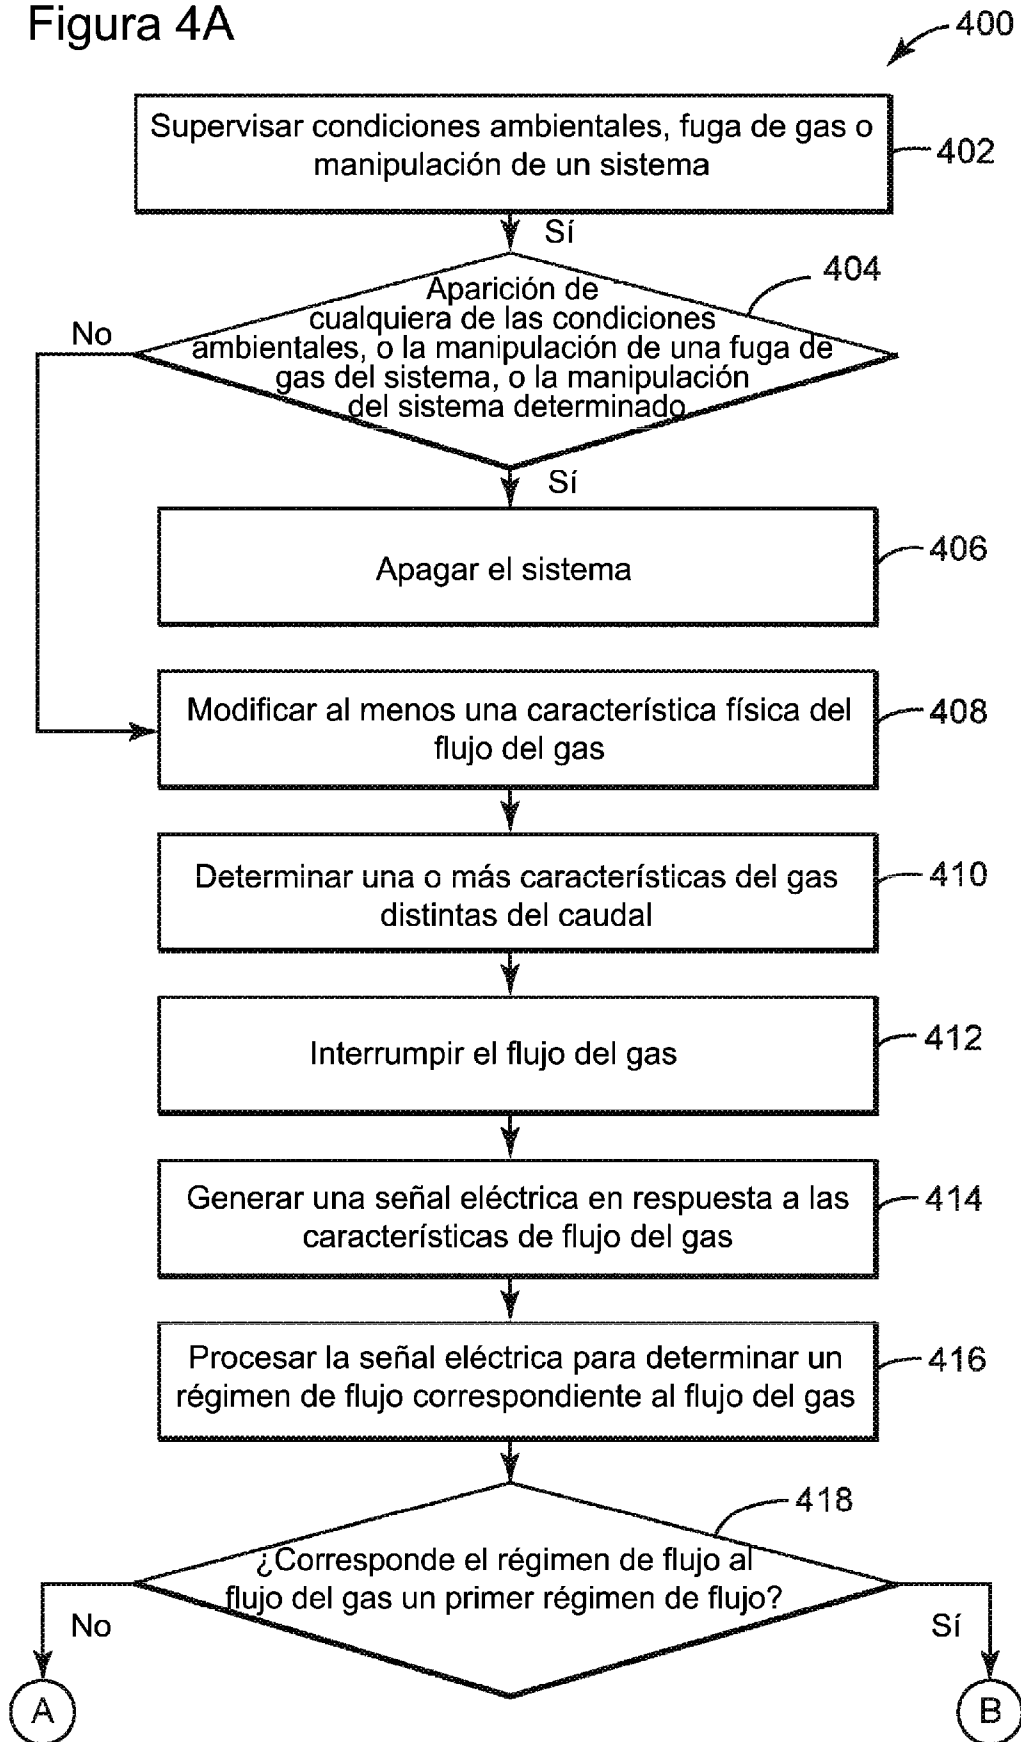 Figura 4A
400
Supervisar condiciones ambientales, fuga de gas o
manipulación de un sistema
402
Sí
404
Aparición de
cualquiera de las condiciones
ambientales, o la manipulación de una fuga de
gas del sistema, o la manipulación
del sistema determinado
No
Sí
Apagar el sistema
406
Modificar al menos una característica física del
flujo del gas
408
Determinar una o más características del gas
distintas del caudal
410
Interrumpir el flujo del gas
412
Generar una señal eléctrica en respuesta a las
características de flujo del gas
414
Procesar la señal eléctrica para determinar un
régimen de flujo correspondiente al flujo del gas
416
418
¿Corresponde el régimen de flujo al
flujo del gas un primer régimen de flujo?
No
Sí
A
B